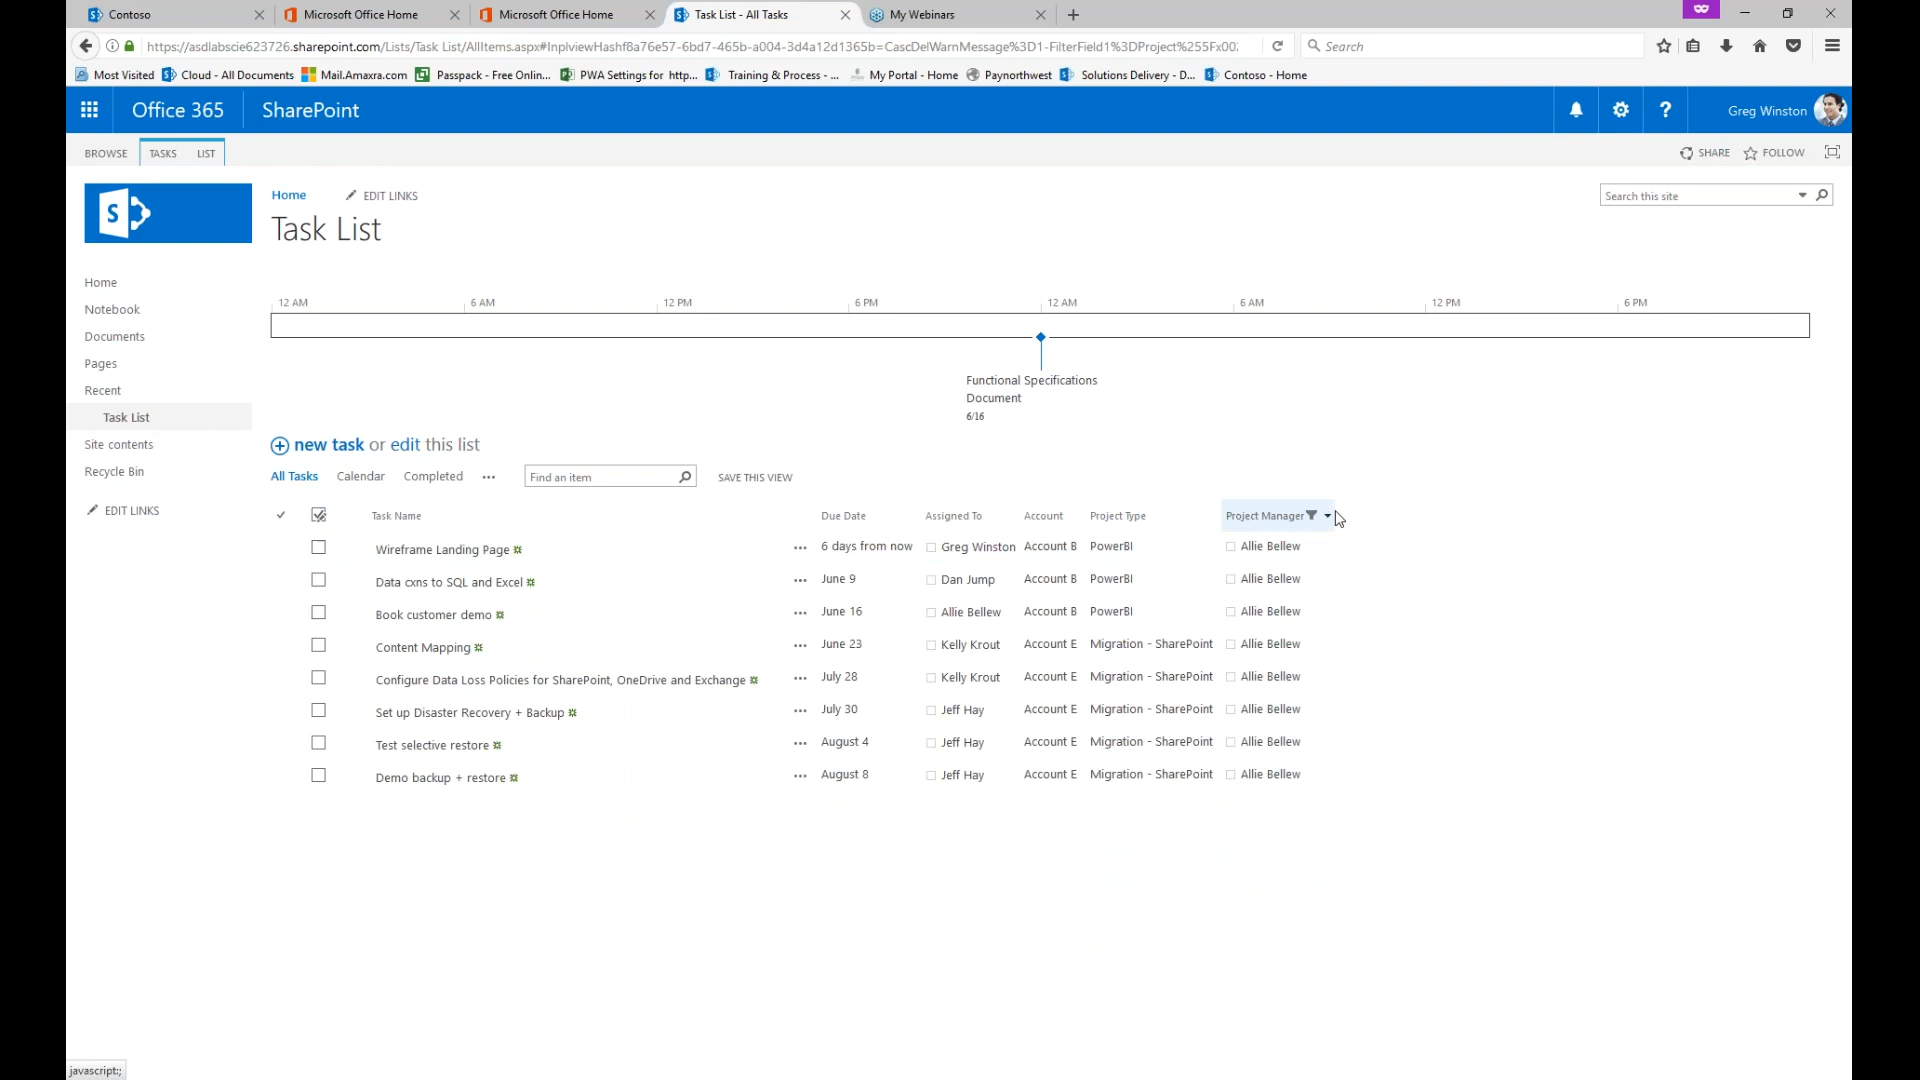 Contoso
Microsoft Office Home
Microsoft Office Home
Task List - All Tasks
My Webinars
https://asdlabscie623726.sharepoint.com/Lists/Task List/AllItems.aspx#InplviewHashf8a76e57-6bd7-465b-a004-3d4a12d1365b=CascDelWarnMessage%3D1-FilterField1%3DProject%255Fx00
Search
Most Visited
Cloud - All Documents
Mail.Amaxra.com
Passpack - Free Onlin...
PWA Settings for http...
Training & Process - ...
My Portal - Home
Paynorthwest
Solutions Delivery - D...
Contoso - Home
Office 365
SharePoint
?
Greg Winston
BROWSE
TASKS
LIST
SHARE
FOLLOW
S
Home
EDIT LINKS
Search this site
Task List
Home
Notebook
Documents
Pages
Recent
Task List
Site contents
Recycle Bin
EDIT LINKS
12 AM 6 AM 12 PM 6 PM 12 AM 6 AM 12 PM 6 PM
Functional Specifications
Document
6/16
new task or edit this list
All Tasks Calendar Completed ... Find an item SAVE THIS VIEW
Task Name Due Date Assigned To Account Project Type Project Manager
Wireframe Landing Page ... 6 days from now Greg Winston Account B PowerBI Allie Bellew
Data cxns to SQL and Excel ... June 9 Dan Jump Account B PowerBI Allie Bellew
Book customer demo ... June 16 Allie Bellew Account B PowerBI Allie Bellew
Content Mapping ... June 23 Kelly Krout Account E Migration - SharePoint Allie Bellew
Configure Data Loss Policies for SharePoint, OneDrive and Exchange ... July 28 Kelly Krout Account E Migration - SharePoint Allie Bellew
Set up Disaster Recovery + Backup ... July 30 Jeff Hay Account E Migration - SharePoint Allie Bellew
Test selective restore ... August 4 Jeff Hay Account E Migration - SharePoint Allie Bellew
Demo backup + restore ... August 8 Jeff Hay Account E Migration - SharePoint Allie Bellew
javascript:;